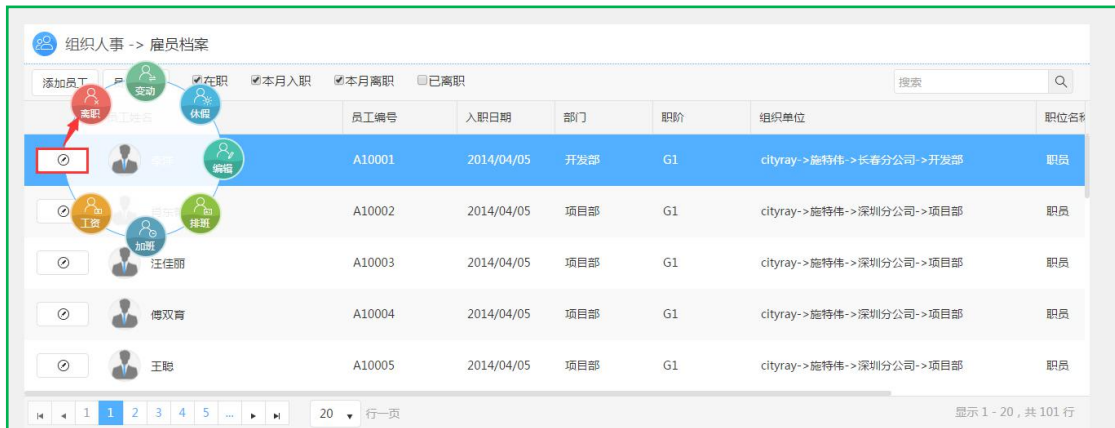 组织人事 -> 雇员档案
添加员工 变动 在职 本月入职 本月离职 已离职 搜索
离职 休假 员工编号 入职日期 部门 职阶 组织单位 职位名称
编辑 A10001 2014/04/05 开发部 G1 cityray->施特伟->长春分公司->开发部 职员
工资 排班 A10002 2014/04/05 项目部 G1 cityray->施特伟->深圳分公司->项目部 职员
加班
汪佳丽 A10003 2014/04/05 项目部 G1 cityray->施特伟->深圳分公司->项目部 职员
傅双育 A10004 2014/04/05 项目部 G1 cityray->施特伟->深圳分公司->项目部 职员
王聪 A10005 2014/04/05 项目部 G1 cityray->施特伟->深圳分公司->项目部 职员
1 1 2 3 4 5 ... 20 行一页 显示 1 - 20 , 共 101 行